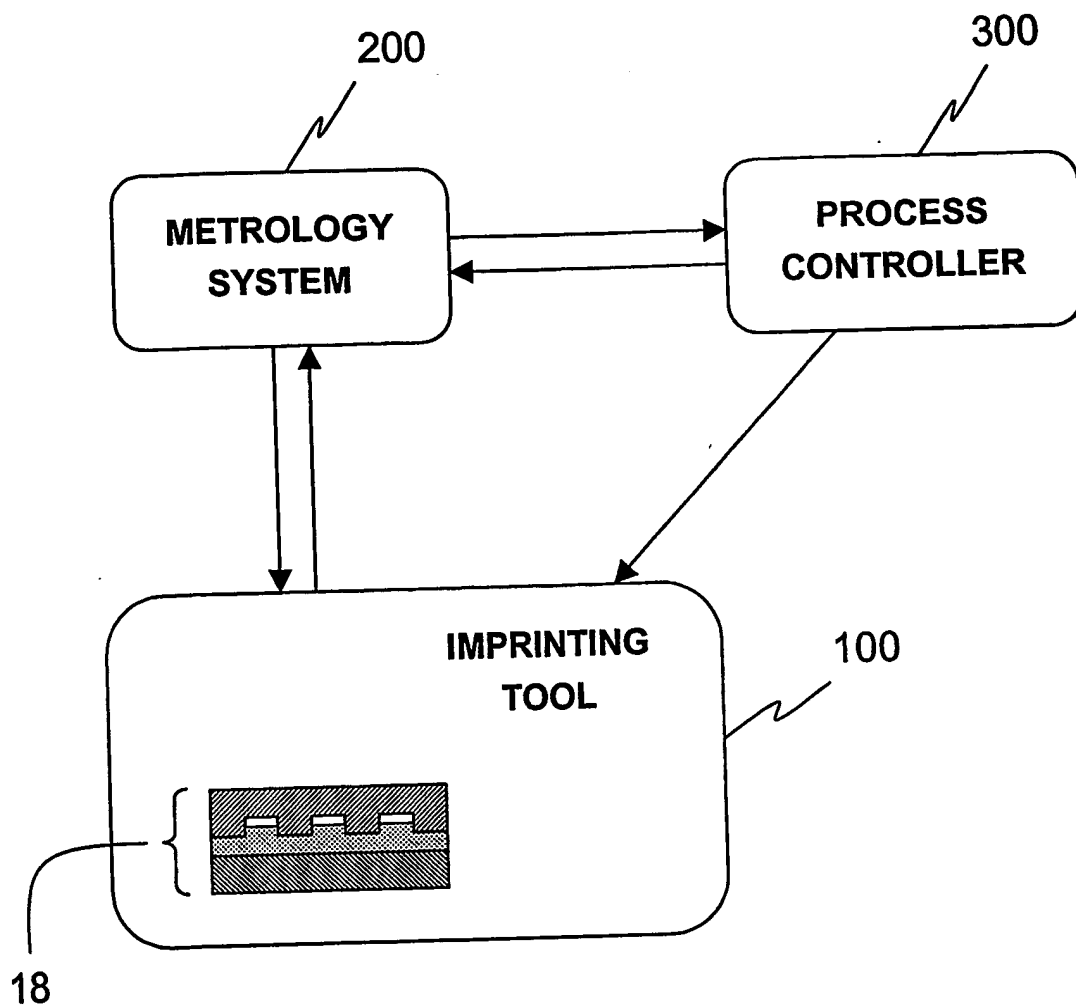 200
300
METROLOGY
SYSTEM
PROCESS
CONTROLLER
IMPRINTING
TOOL
100
18